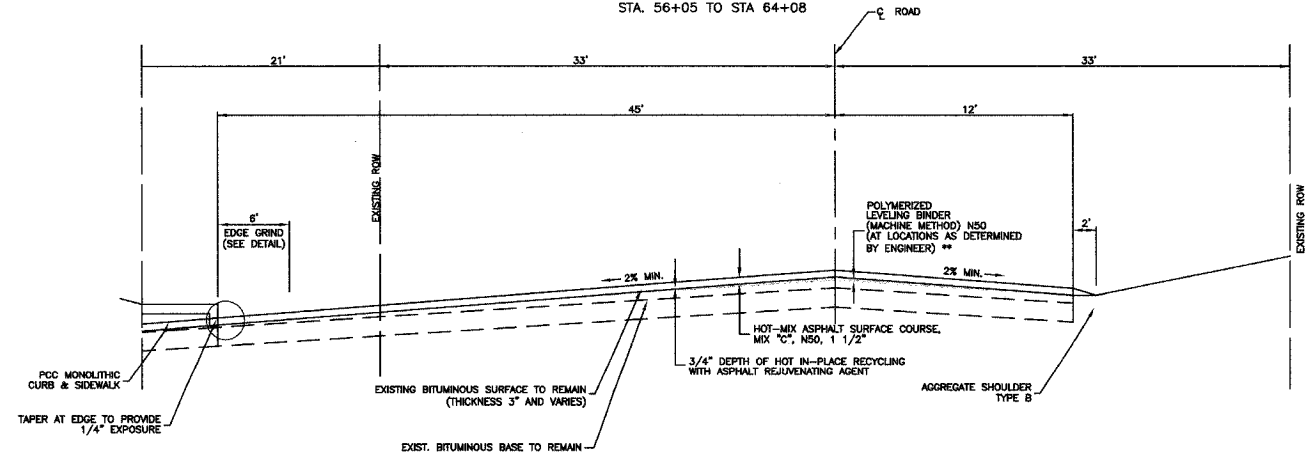 STA. 56+05 TO STA 64+08
℄ ROAD
21'
33'
33'
45'
12'
EXISTING ROW
6'
EDGE GRIND
(SEE DETAIL)
POLYMERIZED
LEVELING BINDER
(MACHINE METHOD) N50
(AT LOCATIONS AS DETERMINED
BY ENGINEER) **
2'
EXISTING ROW
2% MIN.
2% MIN.
HOT-MIX ASPHALT SURFACE COURSE,
MIX "C", N50, 1 1/2"
3/4" DEPTH OF HOT IN-PLACE RECYCLING
WITH ASPHALT REJUVENATING AGENT
PCC MONOLITHIC
CURB & SIDEWALK
EXISTING BITUMINOUS SURFACE TO REMAIN
(THICKNESS 3" AND VARIES)
AGGREGATE SHOULDER
TYPE B
TAPER AT EDGE TO PROVIDE
1/4" EXPOSURE
EXIST. BITUMINOUS BASE TO REMAIN